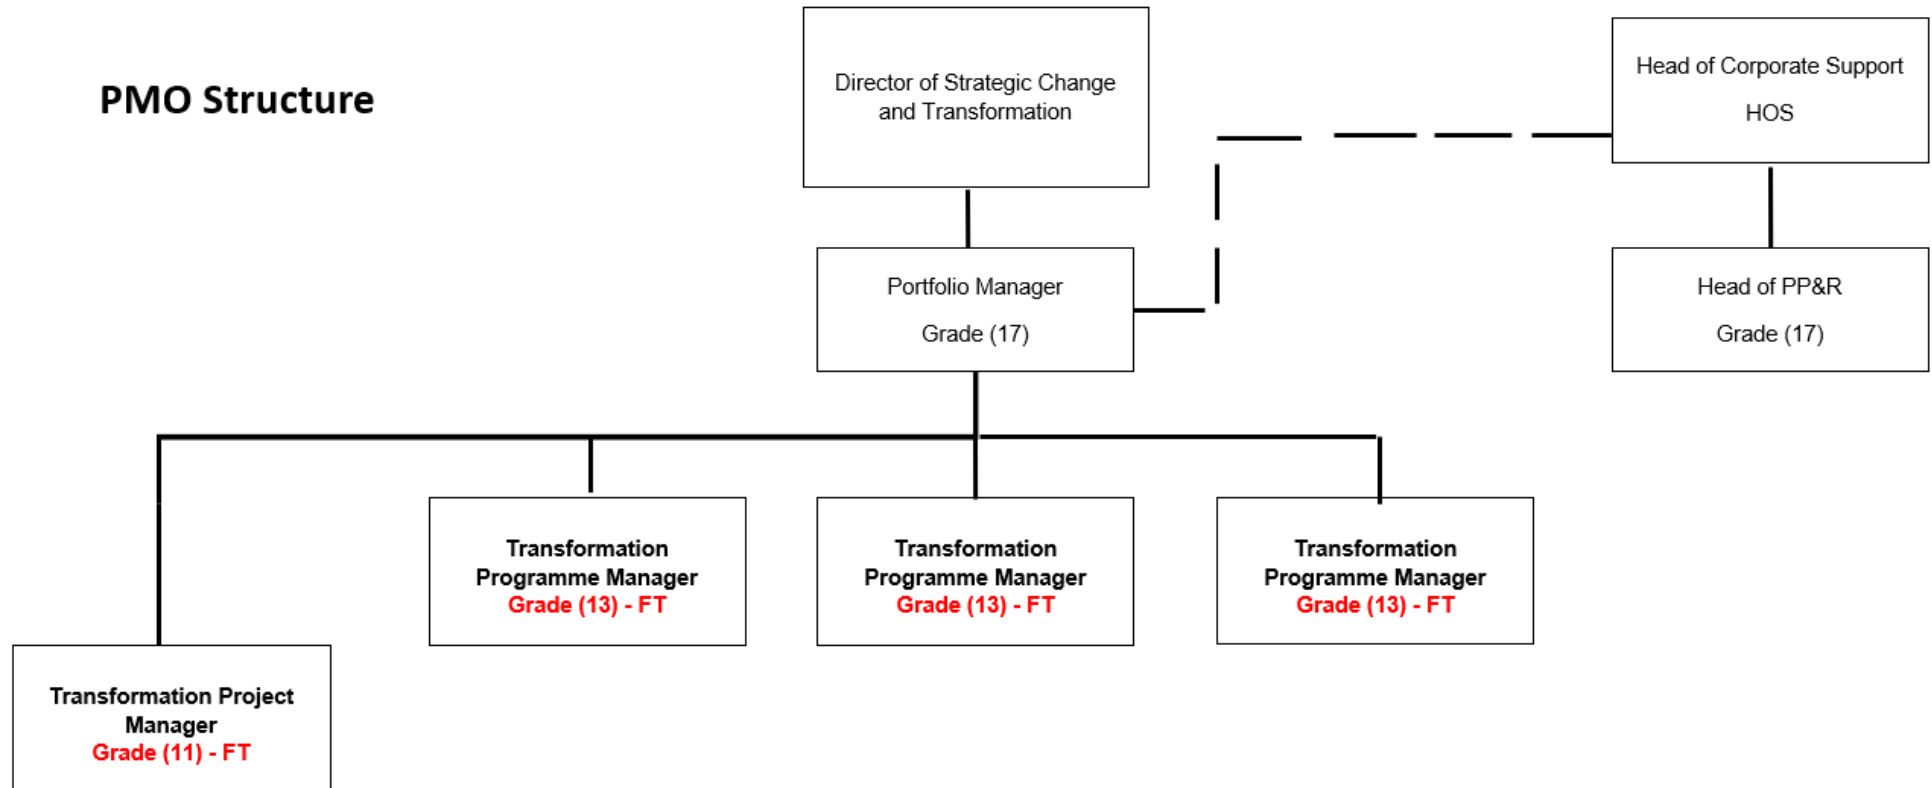 PMO Structure
Director of Strategic Change
and Transformation
Head of Corporate Support
HOS
Portfolio Manager
Grade (17)
Head of PP&R
Grade (17)
Transformation
Programme Manager
Grade (13) - FT
Transformation
Programme Manager
Grade (13) - FT
Transformation
Programme Manager
Grade (13) - FT
Transformation Project
Manager
Grade (11) - FT